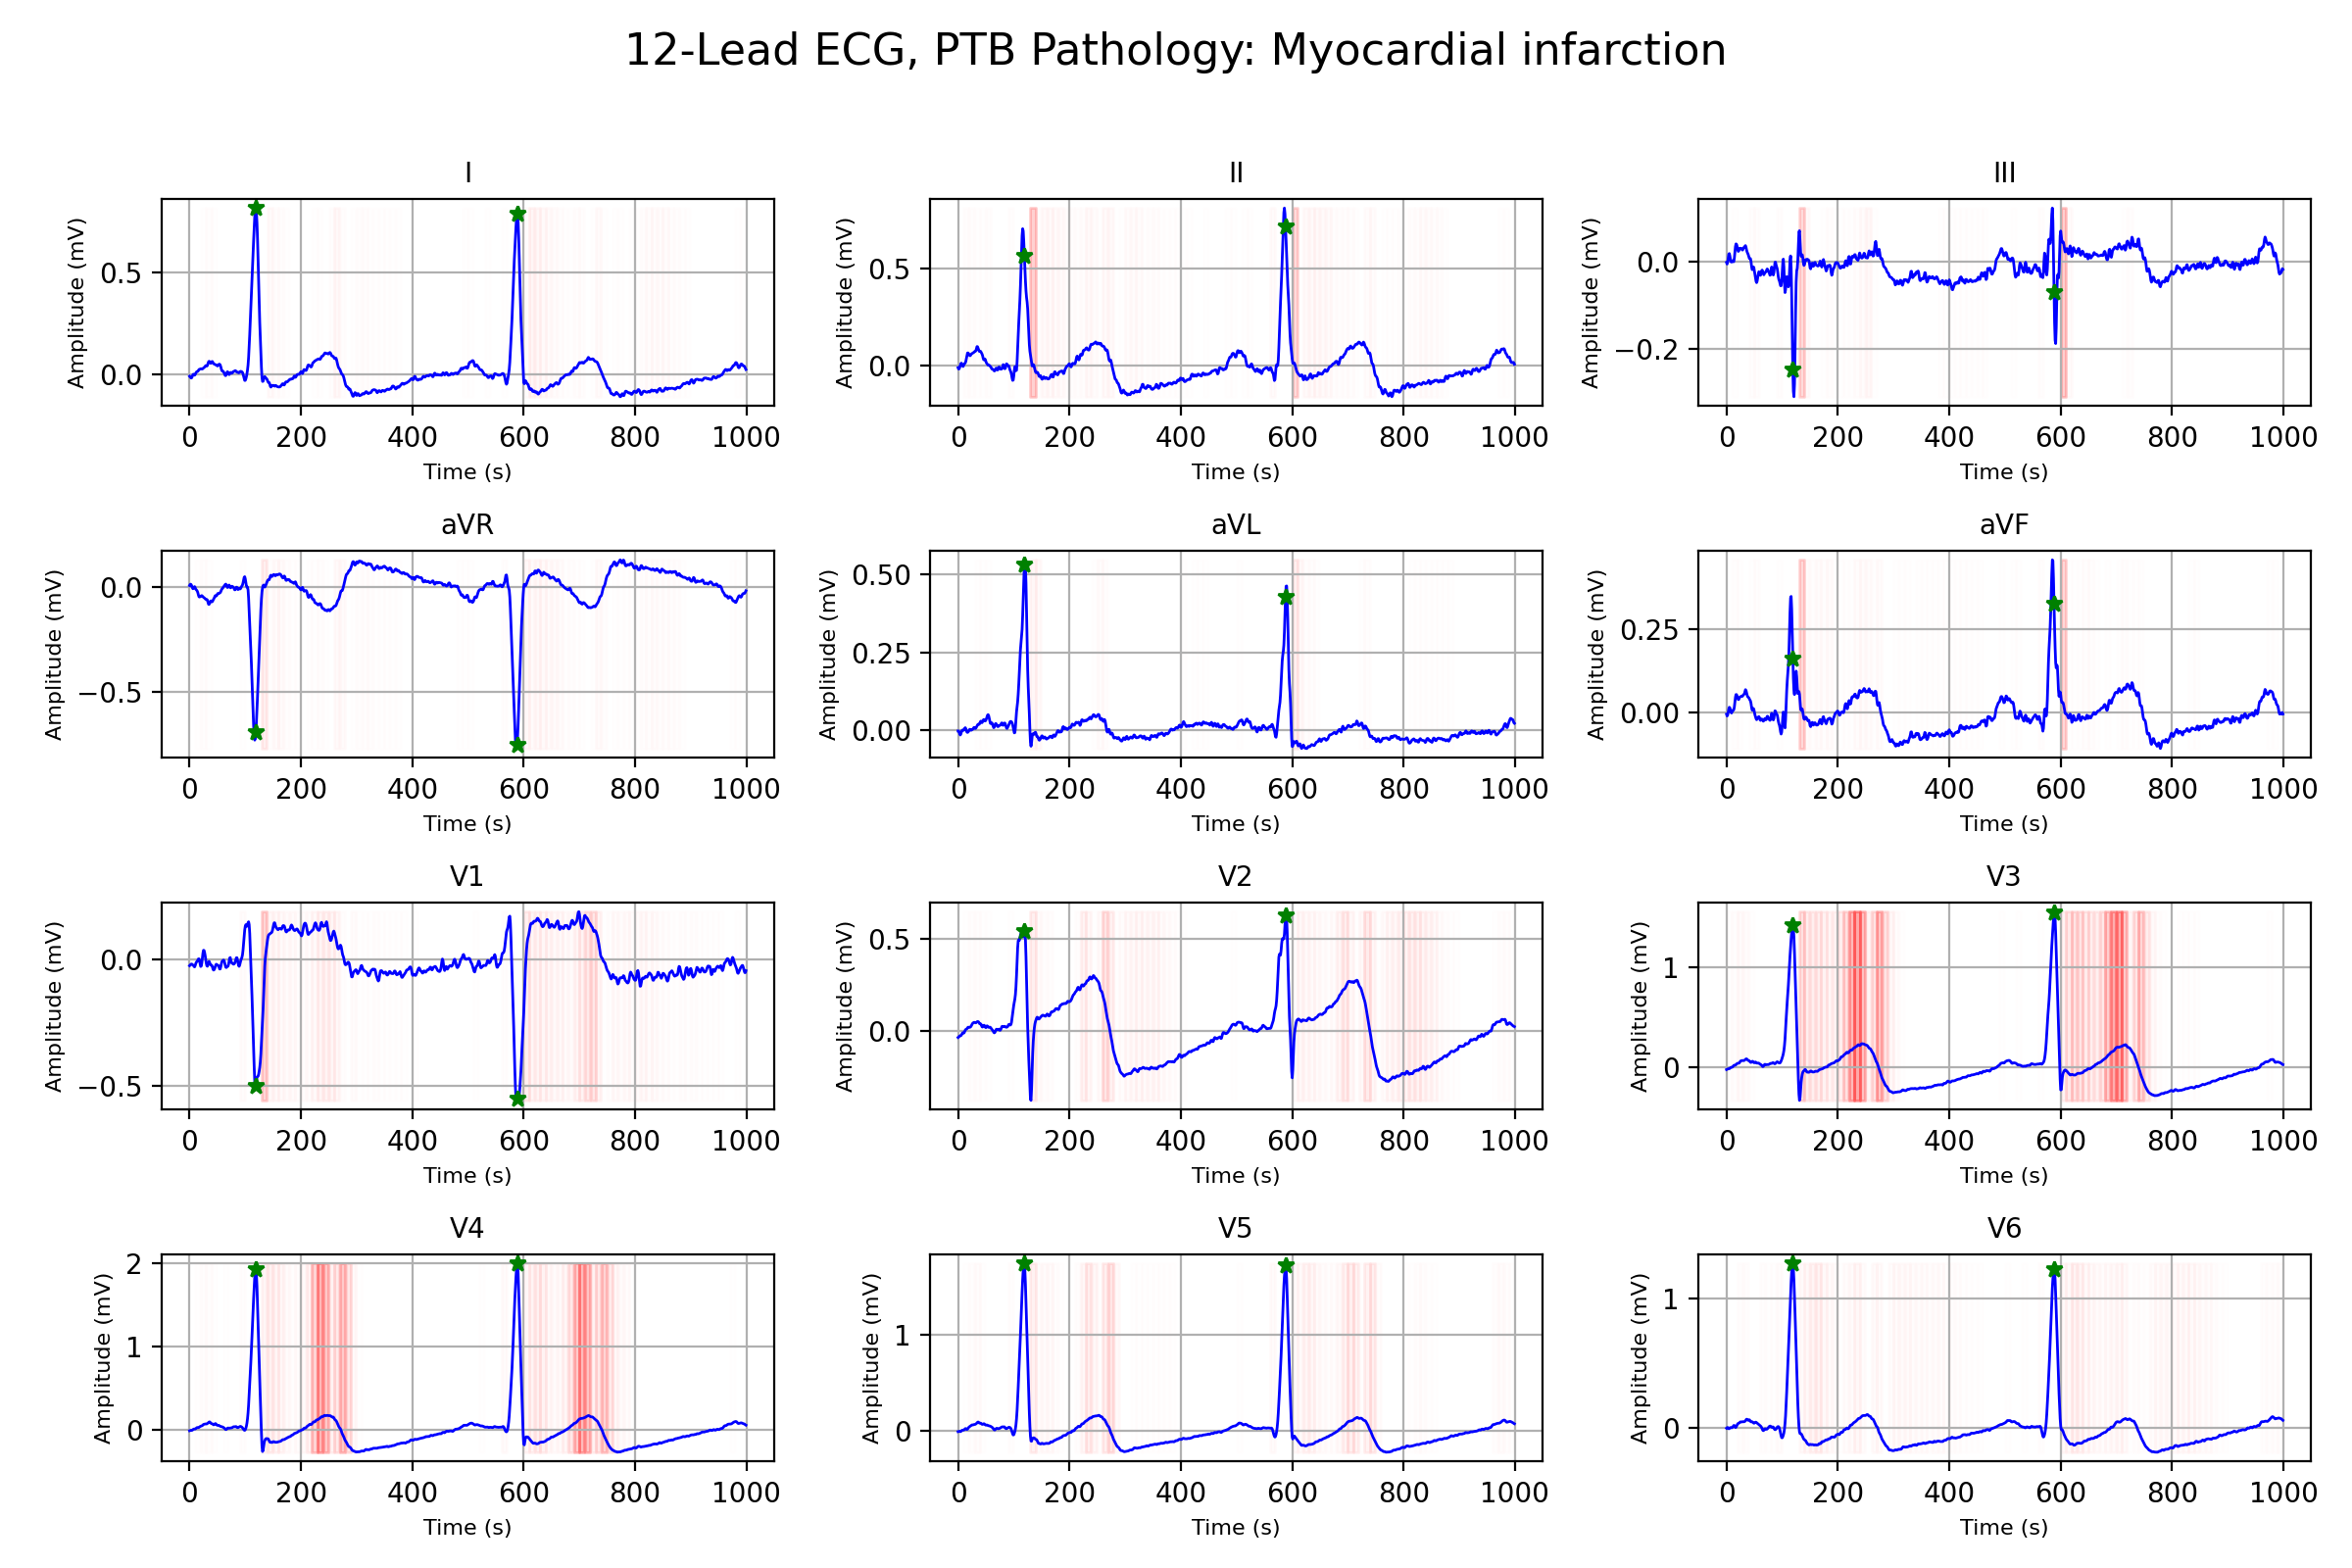 12-Lead ECG, PTB Pathology: Myocardial infarction
I
Amplitude (mV)
0.5
0.0
0 200 400 600 800 1000
Time (s)
II
Amplitude (mV)
0.5
0.0
0 200 400 600 800 1000
Time (s)
III
Amplitude (mV)
0.0
−0.2
0 200 400 600 800 1000
Time (s)
aVR
Amplitude (mV)
0.0
−0.5
0 200 400 600 800 1000
Time (s)
aVL
Amplitude (mV)
0.50
0.25
0.00
0 200 400 600 800 1000
Time (s)
aVF
Amplitude (mV)
0.25
0.00
0 200 400 600 800 1000
Time (s)
V1
Amplitude (mV)
0.0
−0.5
0 200 400 600 800 1000
Time (s)
V2
Amplitude (mV)
0.5
0.0
0 200 400 600 800 1000
Time (s)
V3
Amplitude (mV)
1
0
0 200 400 600 800 1000
Time (s)
V4
Amplitude (mV)
2
1
0
0 200 400 600 800 1000
Time (s)
V5
Amplitude (mV)
1
0
0 200 400 600 800 1000
Time (s)
V6
Amplitude (mV)
1
0
0 200 400 600 800 1000
Time (s)